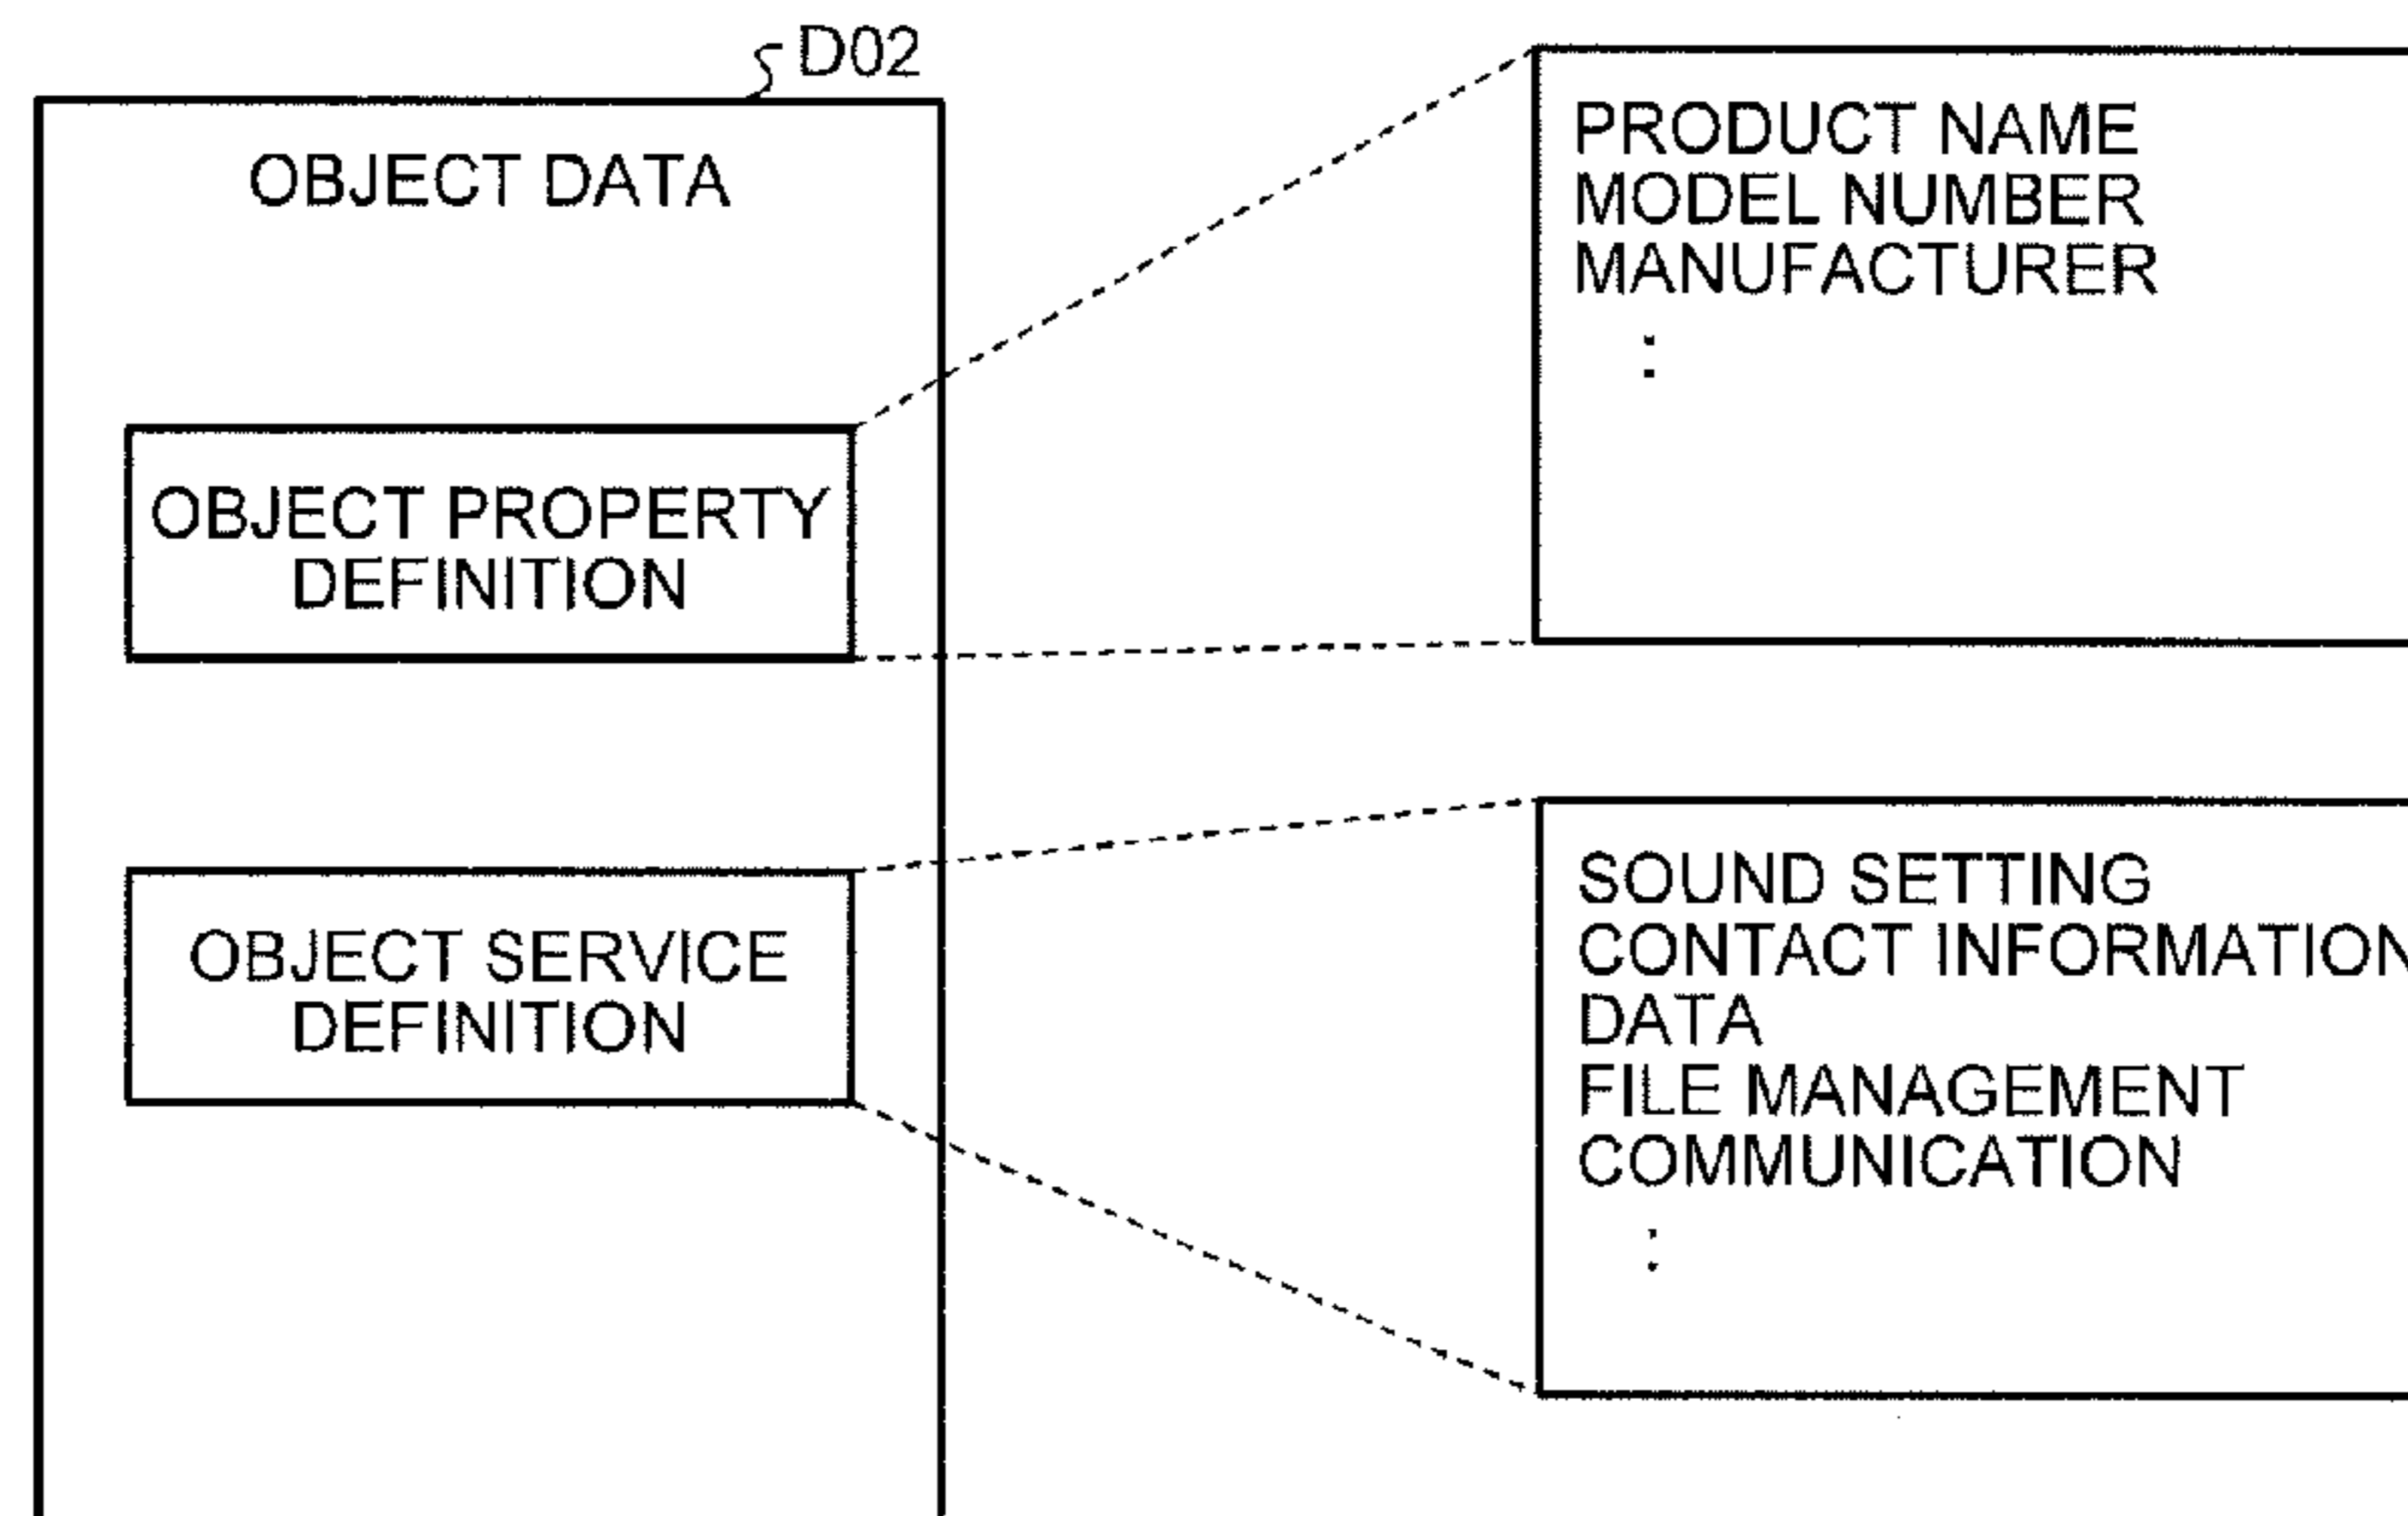 D02
OBJECT DATA
OBJECT PROPERTY
DEFINITION
OBJECT SERVICE
DEFINITION
PRODUCT NAME
MODEL NUMBER
MANUFACTURER
:
SOUND SETTING
CONTACT INFORMATION
DATA
FILE MANAGEMENT
COMMUNICATION
: